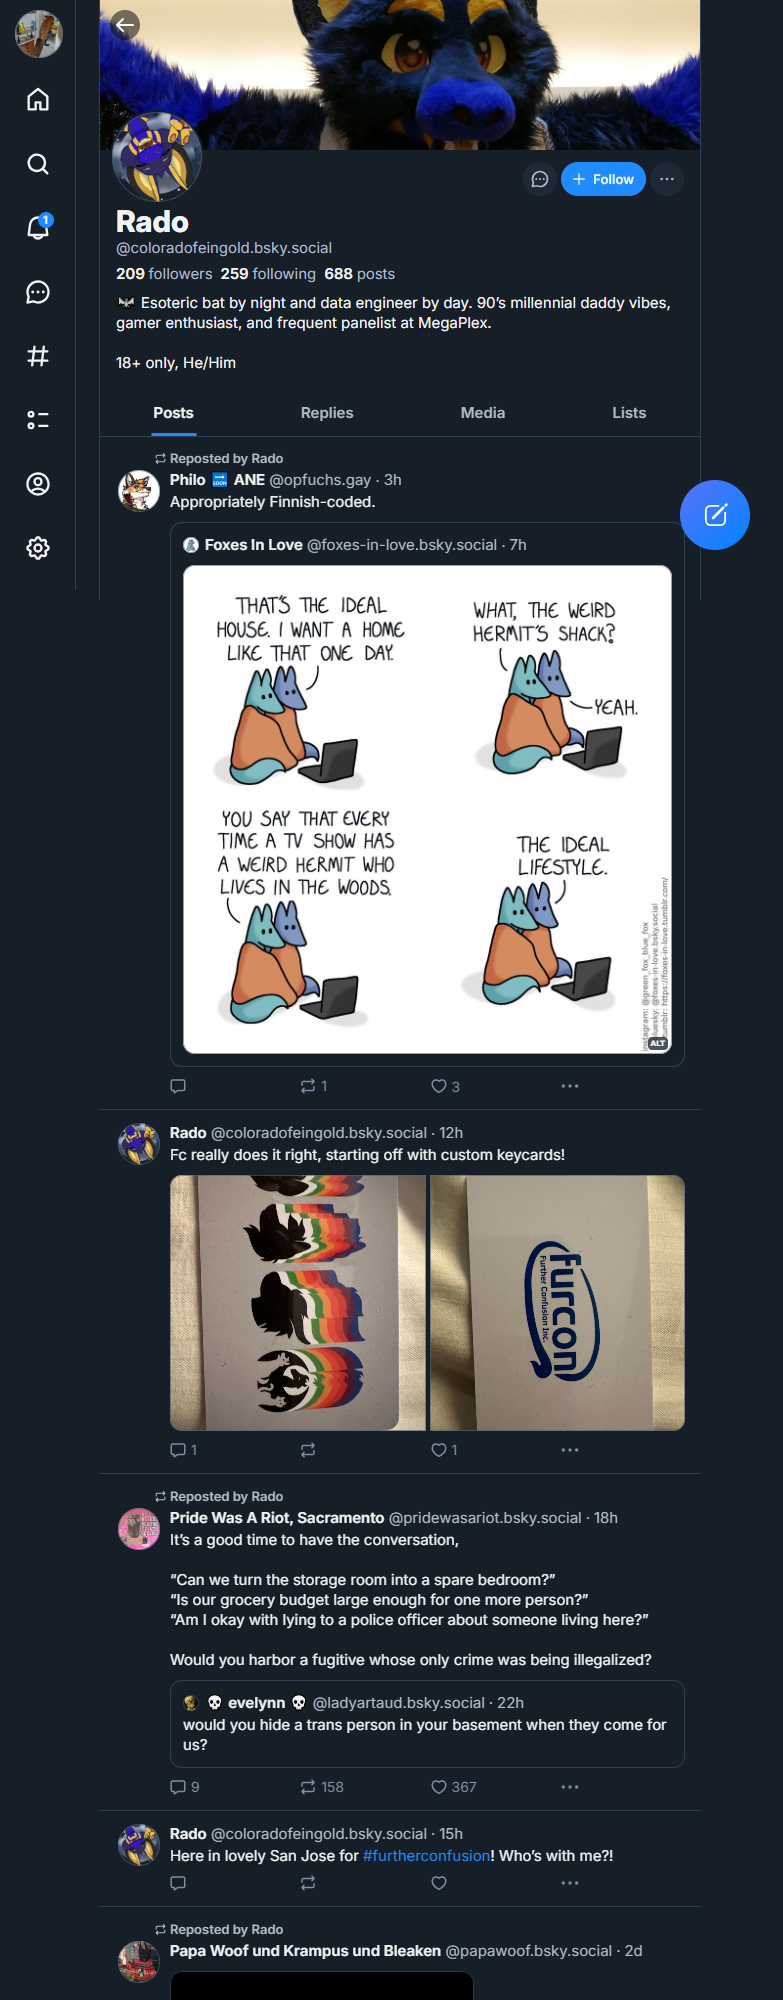 1
Follow
Rado
@coloradofeingold.bsky.social
209 followers 259 following 688 posts
🦇 Esoteric bat by night and data engineer by day. 90’s millennial daddy vibes,
gamer enthusiast, and frequent panelist at MegaPlex.
18+ only, He/Him
Posts Replies Media Lists
Reposted by Rado
Philo 🔜 ANE @opfuchs.gay · 3h
Appropriately Finnish-coded.
Foxes In Love @foxes-in-love.bsky.social · 7h
THAT'S THE IDEAL
HOUSE. I WANT A HOME
LIKE THAT ONE DAY.
WHAT, THE WEIRD
HERMIT'S SHACK?
YEAH.
YOU SAY THAT EVERY
TIME A TV SHOW HAS
A WEIRD HERMIT WHO
LIVES IN THE WOODS.
THE IDEAL
LIFESTYLE.
instagram: @green_fox_blue_fox
bluesky: @foxes-in-love.bsky.social
tumblr: https://foxes-in-love.tumblr.com/
ALT
1 3
Rado @coloradofeingold.bsky.social · 12h
Fc really does it right, starting off with custom keycards!
furcon
Further Confusion Inc.
1 1
Reposted by Rado
Pride Was A Riot, Sacramento @pridewasariot.bsky.social · 18h
It’s a good time to have the conversation,
“Can we turn the storage room into a spare bedroom?”
“Is our grocery budget large enough for one more person?”
“Am I okay with lying to a police officer about someone living here?”
Would you harbor a fugitive whose only crime was being illegalized?
💀 evelynn 💀 @ladyartaud.bsky.social · 22h
would you hide a trans person in your basement when they come for
us?
9 158 367
Rado @coloradofeingold.bsky.social · 15h
Here in lovely San Jose for #furtherconfusion! Who’s with me?!
Reposted by Rado
Papa Woof und Krampus und Bleaken @papawoof.bsky.social · 2d